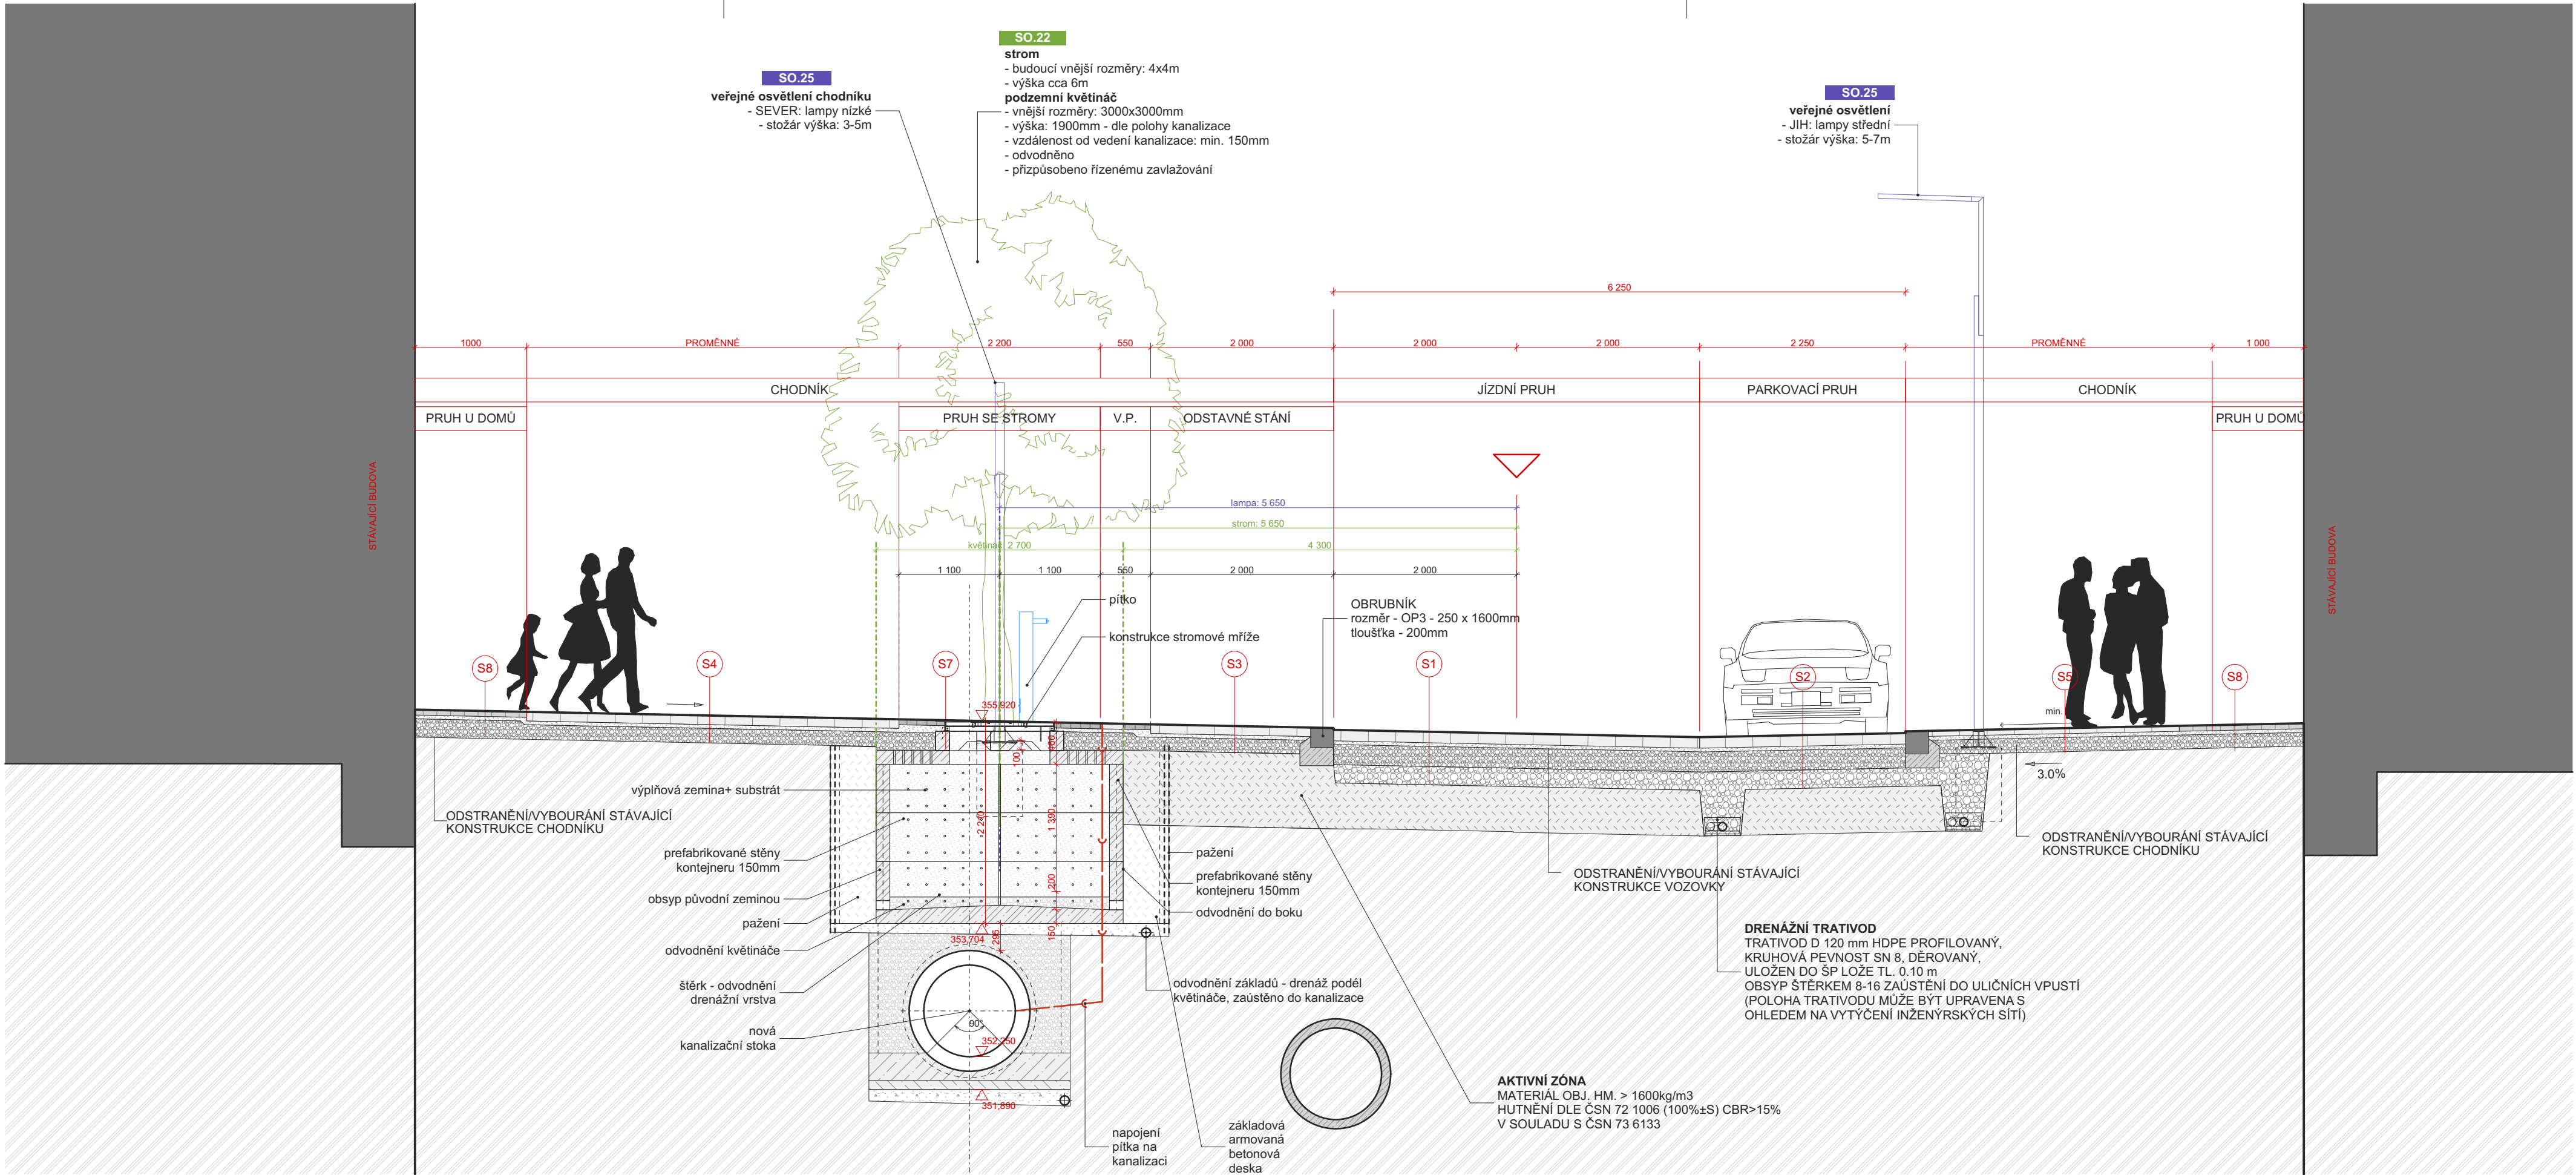 SO.22
strom
- budoucí vnější rozměry: 4x4m
- výška cca 6m
podzemní květináč
- vnější rozměry: 3000x3000mm
- výška: 1900mm - dle polohy kanalizace
- vzdálenost od vedení kanalizace: min. 150mm
- odvodněno
- přizpůsobeno řízenému zavlažování
SO.25
veřejné osvětlení chodníku
- SEVER: lampy nízké
- stožár výška: 3-5m
SO.25
veřejné osvětlení
- JIH: lampy střední
- stožár výška: 5-7m
6 250
1000
PROMĚNNÉ
2 200
550
2 000
2 000
2 000
2 250
PROMĚNNÉ
1 000
CHODNÍK
JÍZDNÍ PRUH
PARKOVACÍ PRUH
CHODNÍK
PRUH U DOMŮ
PRUH SE STROMY
V.P.
ODSTAVNÉ STÁNÍ
PRUH U DOMŮ
STÁVAJÍCÍ BUDOVA
STÁVAJÍCÍ BUDOVA
lampa: 5 650
strom: 5 650
květináč: 2 700
4 300
1 100
1 100
550
2 000
2 000
pítko
konstrukce stromové mříže
OBRUBNÍK
rozměr - OP3 - 250 x 1600mm
tloušťka - 200mm
S8
S4
S7
S3
S1
S2
S5
S8
355,920
min.
3.0%
100
2 210
1 390
200
150
295
353,704
výplňová zemina+ substrát
ODSTRANĚNÍ/VYBOURÁNÍ STÁVAJÍCÍ
KONSTRUKCE CHODNÍKU
prefabrikované stěny
kontejneru 150mm
obsyp původní zeminou
pažení
odvodnění květináče
štěrk - odvodnění
drenážní vrstva
nová
kanalizační stoka
pažení
prefabrikované stěny
kontejneru 150mm
odvodnění do boku
odvodnění základů - drenáž podél
květináče, zaústěno do kanalizace
90°
352,250
351,890
napojení
pítka na
kanalizaci
základová
armovaná
betonová
deska
ODSTRANĚNÍ/VYBOURÁNÍ STÁVAJÍCÍ
KONSTRUKCE VOZOVKY
ODSTRANĚNÍ/VYBOURÁNÍ STÁVAJÍCÍ
KONSTRUKCE CHODNÍKU
DRENÁŽNÍ TRATIVOD
TRATIVOD D 120 mm HDPE PROFILOVANÝ,
KRUHOVÁ PEVNOST SN 8, DĚROVANÝ,
ULOŽEN DO ŠP LOŽE TL. 0.10 m
OBSYP ŠTĚRKEM 8-16 ZAÚSTĚNÍ DO ULIČNÍCH VPUSTÍ
(POLOHA TRATIVODU MŮŽE BÝT UPRAVENA S
OHLEDEM NA VYTÝČENÍ INŽENÝRSKÝCH SÍTÍ)
AKTIVNÍ ZÓNA
MATERIÁL OBJ. HM. > 1600kg/m3
HUTNĚNÍ DLE ČSN 72 1006 (100%±S) CBR>15%
V SOULADU S ČSN 73 6133